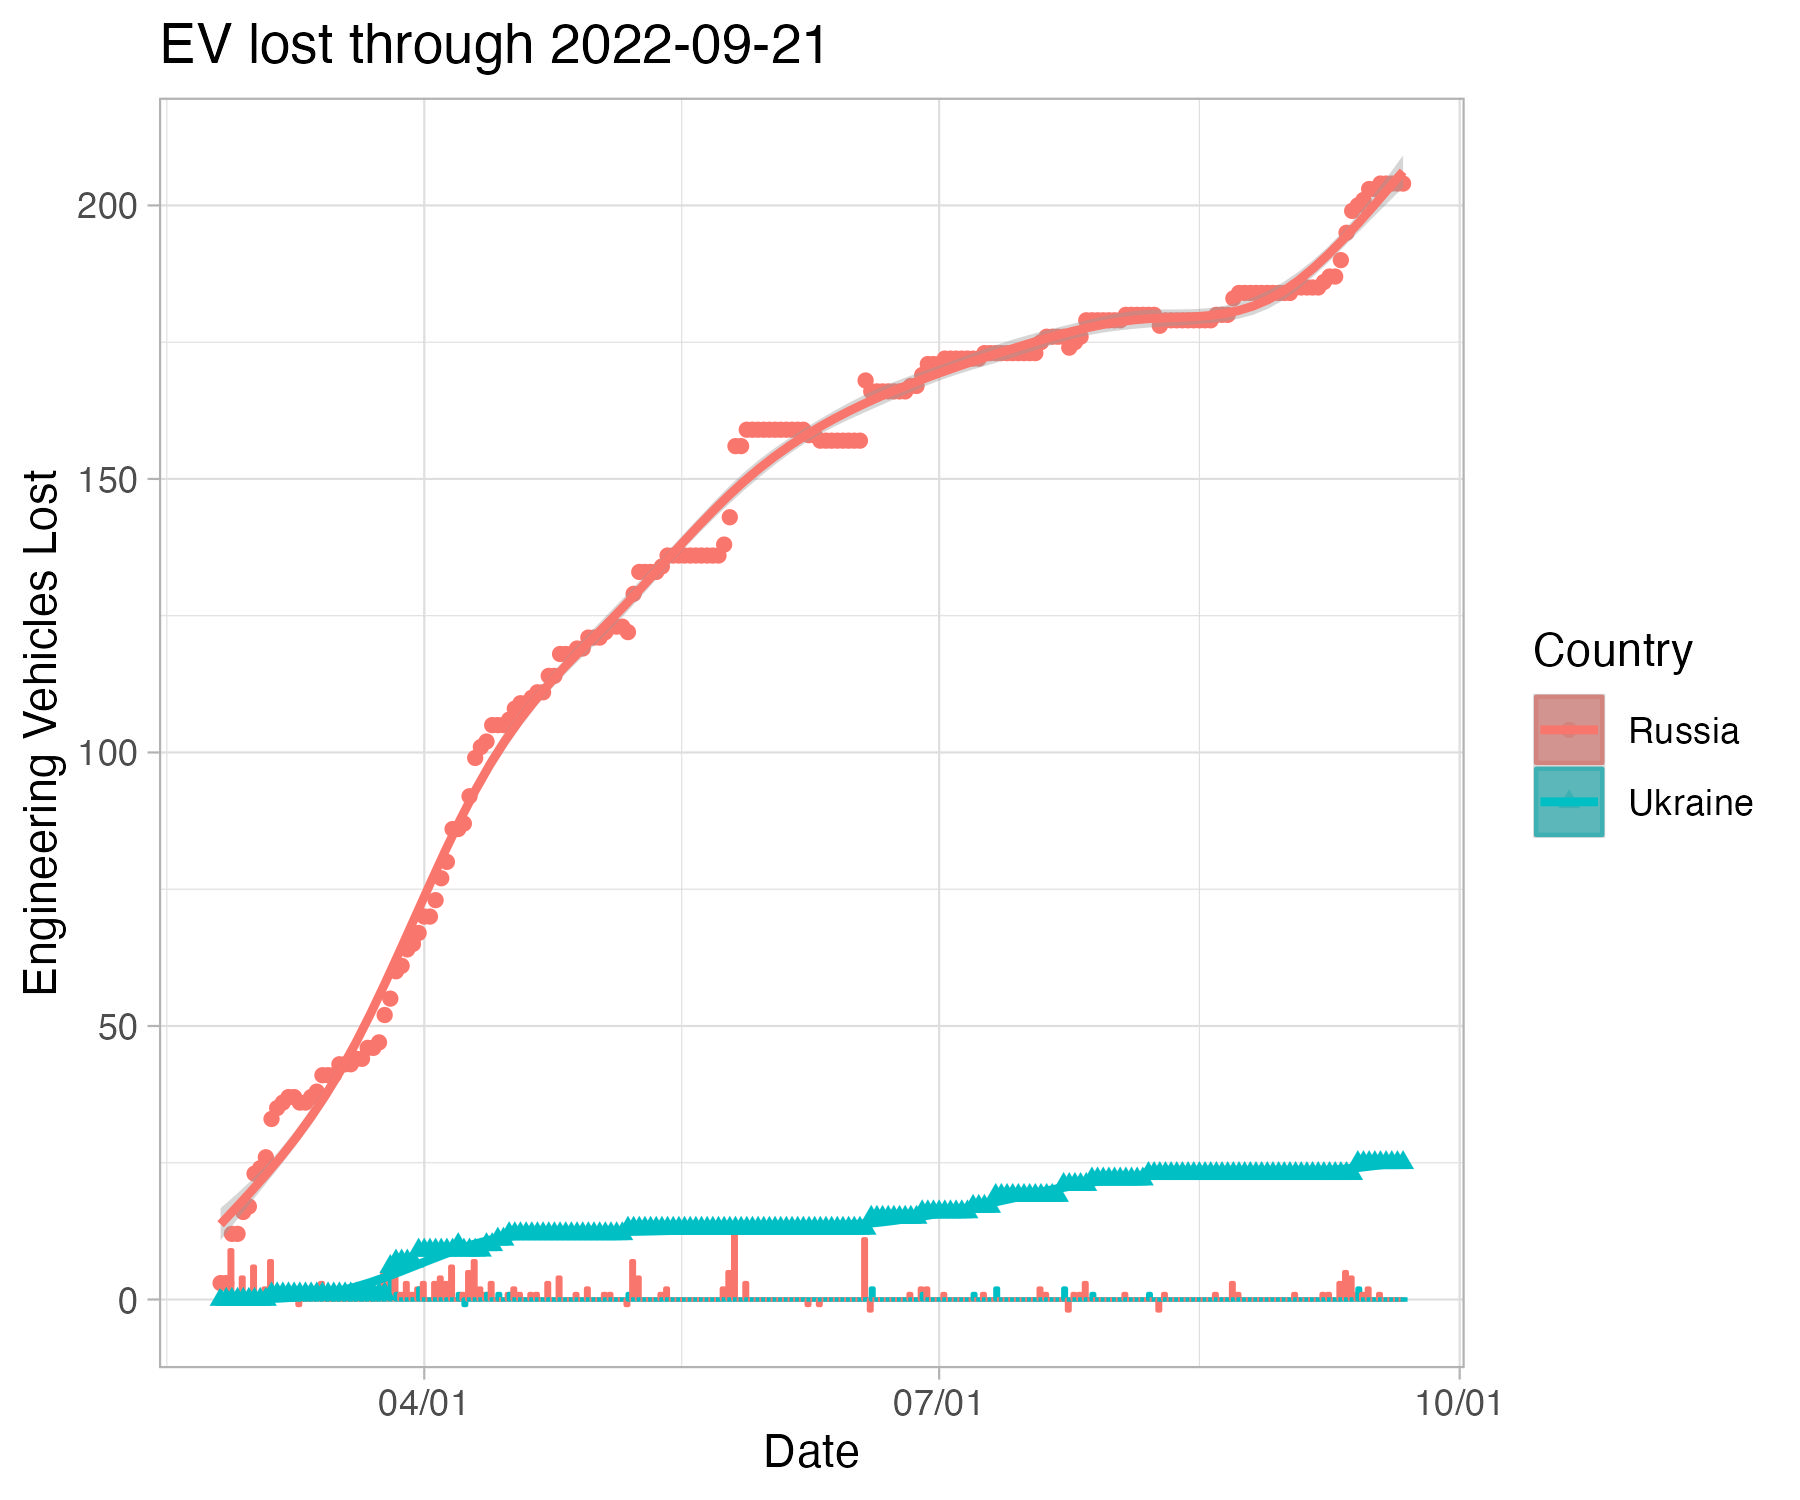 EV lost through 2022-09-21
Engineering Vehicles Lost
200
150
100
50
0
04/01
07/01
10/01
Date
Country
Russia
Ukraine